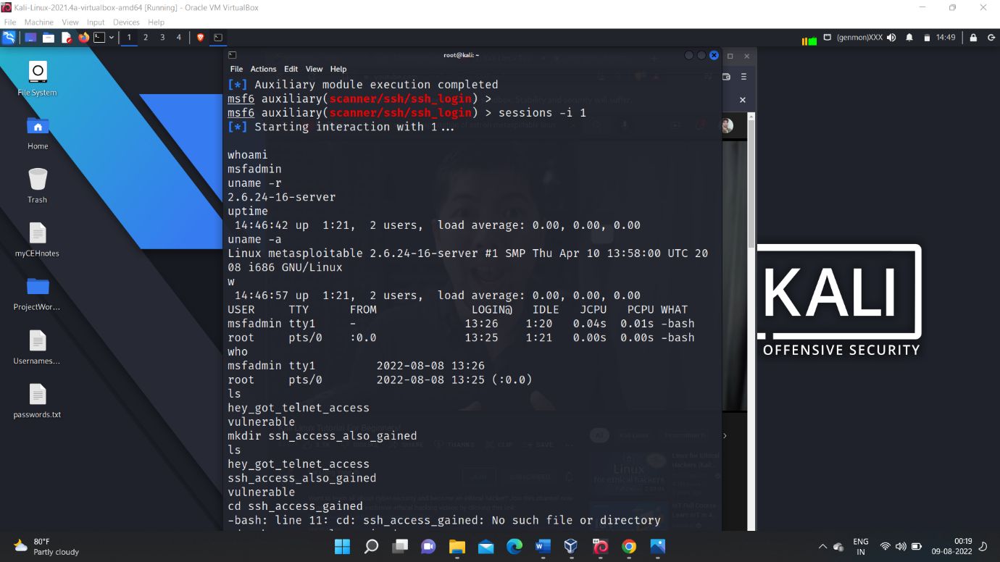 Kali-Linux-2021.4a-virtualbox-amd64 [Running] - Oracle VM VirtualBox
File Machine View Input Devices Help
1 2 3 4
(genmon)XXX 14:49
File System
Home
Trash
myCEHnotes
ProjectWor...
Usernames...
passwords.txt
root@kali: ~
File Actions Edit View Help
[*] Auxiliary module execution completed
msf6 auxiliary(scanner/ssh/ssh_login) >
msf6 auxiliary(scanner/ssh/ssh_login) > sessions -i 1
[*] Starting interaction with 1...
whoami
msfadmin
uname -r
2.6.24-16-server
uptime
14:46:42 up 1:21, 2 users, load average: 0.00, 0.00, 0.00
uname -a
Linux metasploitable 2.6.24-16-server #1 SMP Thu Apr 10 13:58:00 UTC 20
08 i686 GNU/Linux
w
14:46:57 up 1:21, 2 users, load average: 0.00, 0.00, 0.00
USER TTY FROM LOGIN@ IDLE JCPU PCPU WHAT
msfadmin tty1 - 13:26 1:20 0.04s 0.01s -bash
root pts/0 :0.0 13:25 1:21 0.00s 0.00s -bash
who
msfadmin tty1 2022-08-08 13:26
root pts/0 2022-08-08 13:25 (:0.0)
ls
hey_got_telnet_access
vulnerable
mkdir ssh_access_also_gained
ls
hey_got_telnet_access
ssh_access_also_gained
vulnerable
cd ssh_access_gained
-bash: line 11: cd: ssh_access_gained: No such file or directory
KALI
OFFENSIVE SECURITY
80°F
Partly cloudy
ENG
IN
00:19
09-08-2022